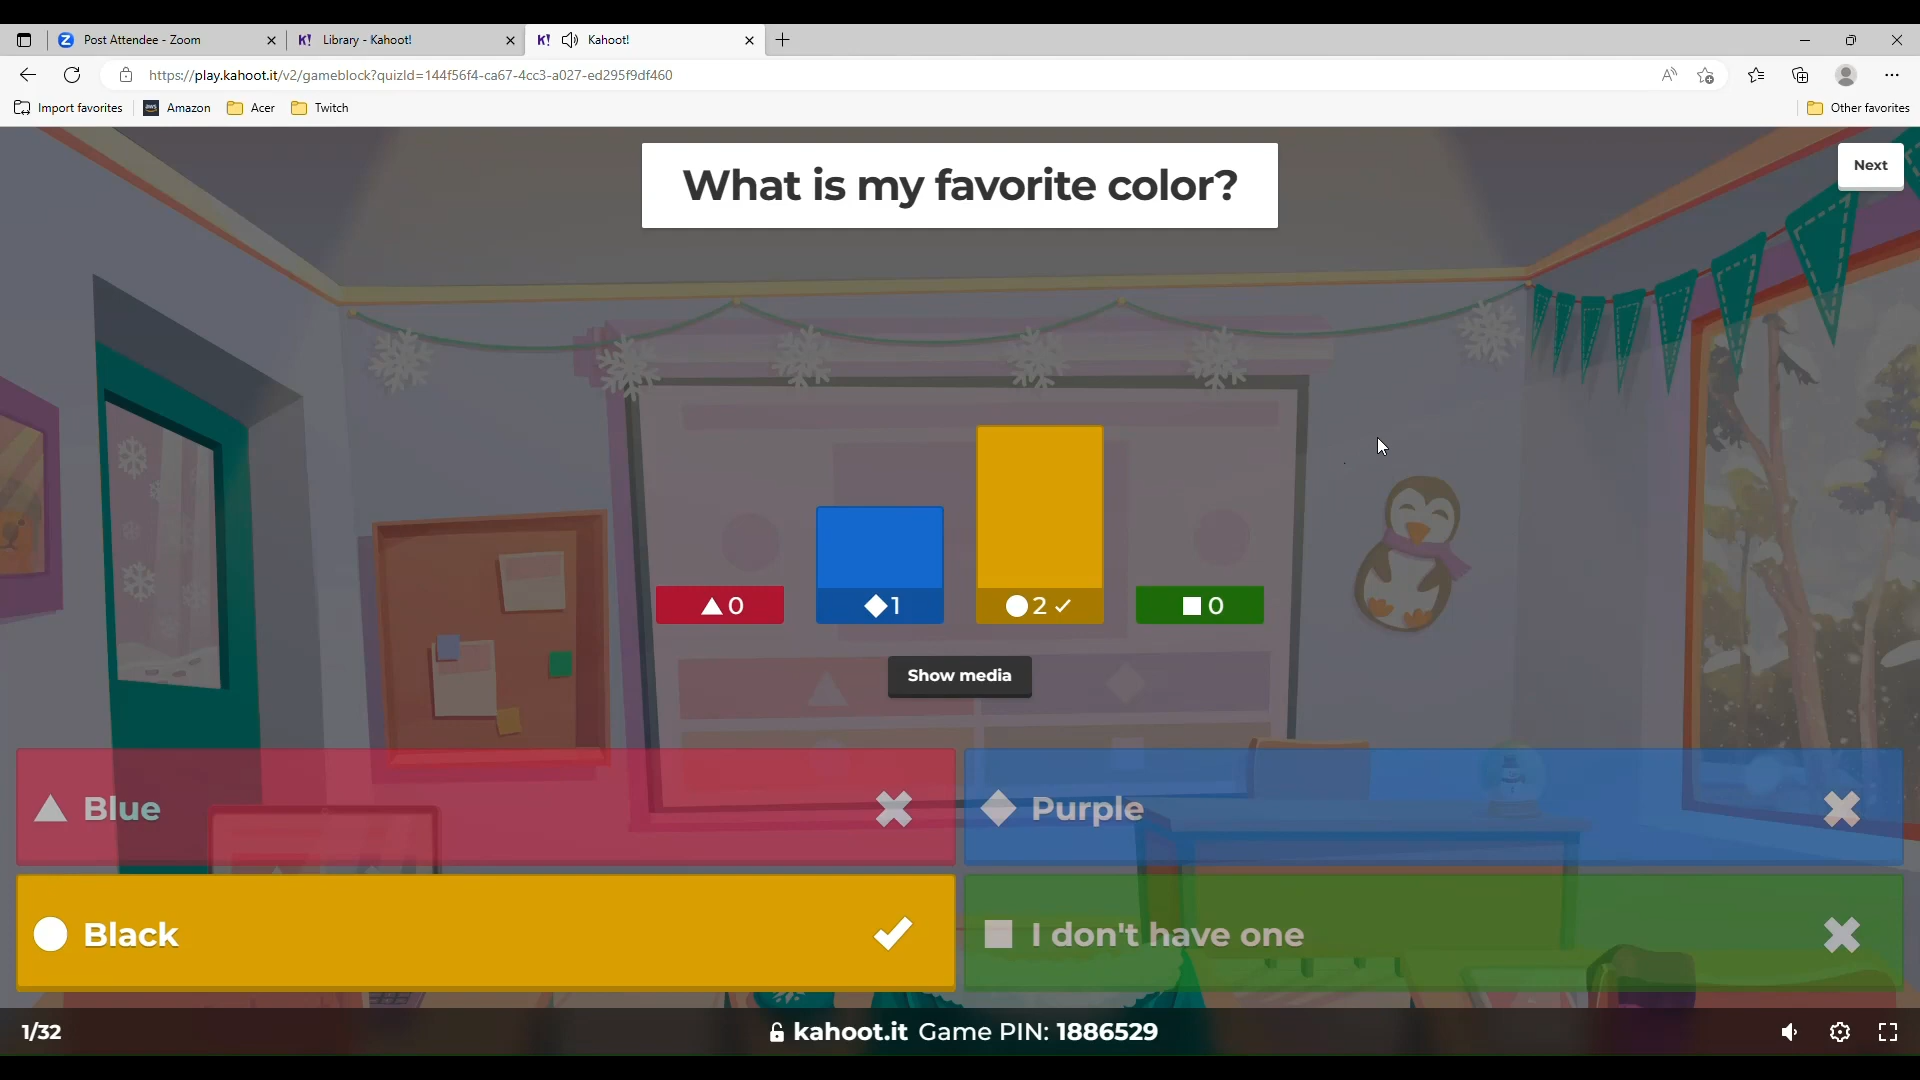 Post Attendee - Zoom
K! Library - Kahoot!
K! Kahoot!
https://play.kahoot.it/v2/gameblock?quizId=144f56f4-ca67-4cc3-a027-ed295f9df460
Import favorites
aws Amazon
Acer
Twitch
Other favorites
What is my favorite color?
Next
0
1
2
0
Show media
Blue
Purple
Black
I don't have one
1/32
kahoot.it Game PIN: 1886529